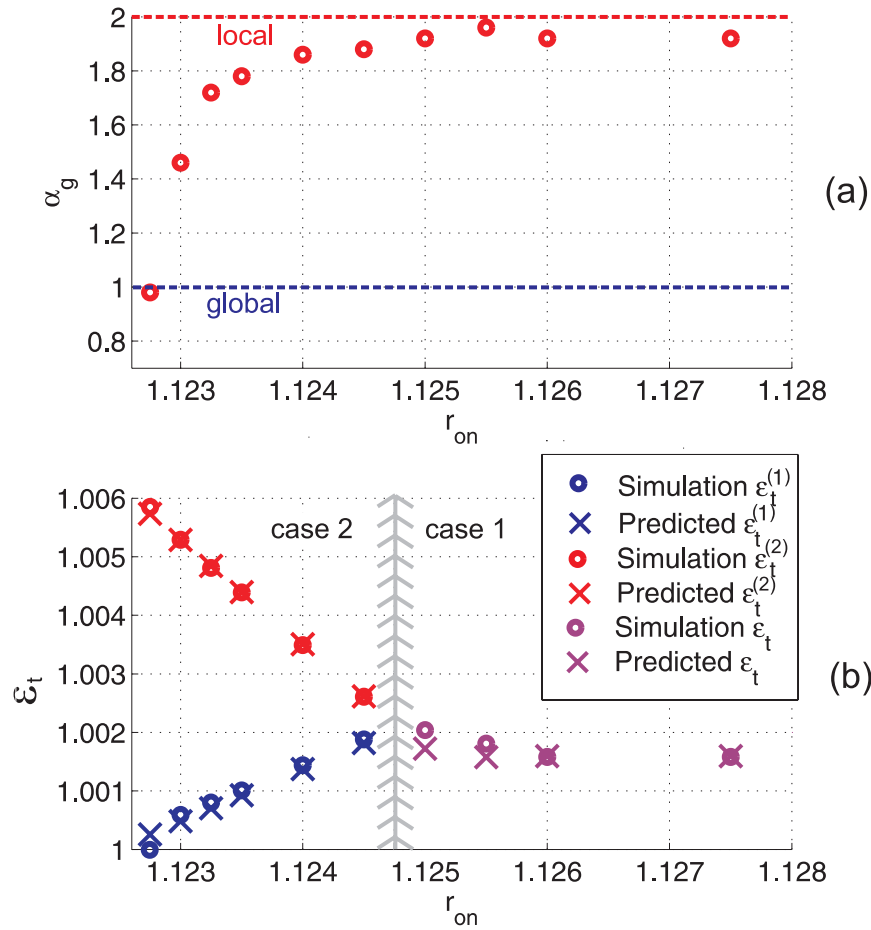 2
local
1.8
1.6
1.4
1.2
1
global
0.8
α_g
(a)
1.123 1.124 1.125 1.126 1.127 1.128
r_on
1.006
1.005
1.004
1.003
1.002
1.001
1
ε_t
case 2
case 1
Simulation ε_t^(1)
Predicted ε_t^(1)
Simulation ε_t^(2)
Predicted ε_t^(2)
Simulation ε_t
Predicted ε_t
(b)
1.123 1.124 1.125 1.126 1.127 1.128
r_on